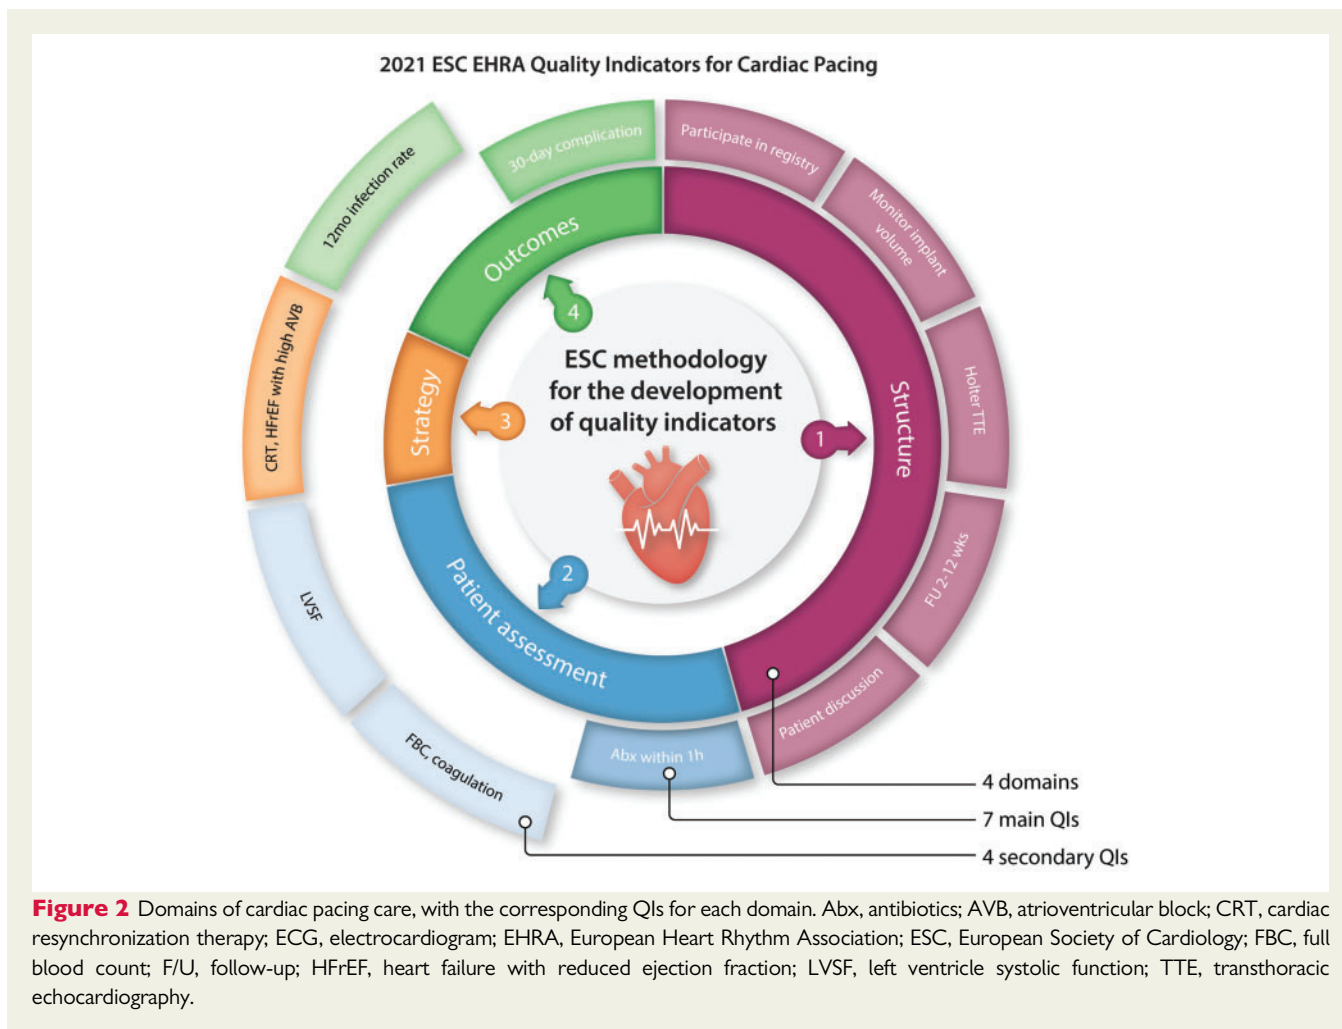 2021 ESC EHRA Quality Indicators for Cardiac Pacing
30-day complication
Participate in registry
Monitor implant
volume
Holter TTE
FU 2-12 wks
Patient discussion
Abx within 1h
FBC, coagulation
LVSF
CRT, HFrEF with high AVB
12mo infection rate
Outcomes
Structure
Patient assessment
Strategy
4
3
2
1
ESC methodology
for the development
of quality indicators
4 domains
7 main QIs
4 secondary QIs
Figure 2 Domains of cardiac pacing care, with the corresponding QIs for each domain. Abx, antibiotics; AVB, atrioventricular block; CRT, cardiac
resynchronization therapy; ECG, electrocardiogram; EHRA, European Heart Rhythm Association; ESC, European Society of Cardiology; FBC, full
blood count; F/U, follow-up; HFrEF, heart failure with reduced ejection fraction; LVSF, left ventricle systolic function; TTE, transthoracic
echocardiography.